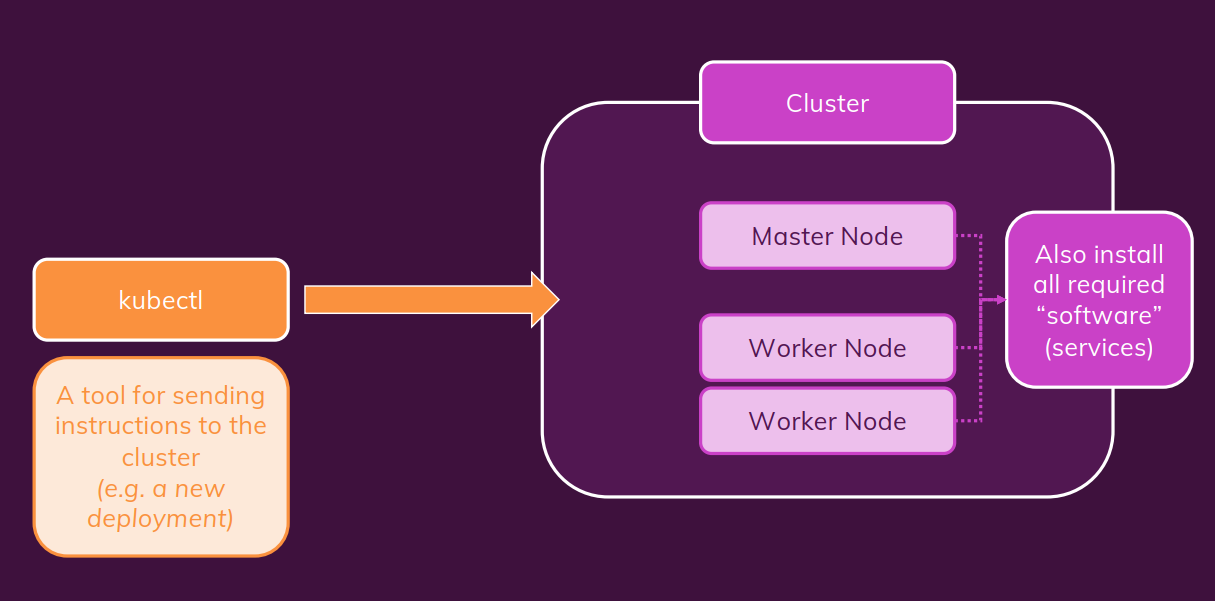 Cluster
Master Node
Worker Node
Worker Node
Also install
all required
“software”
(services)
kubectl
A tool for sending
instructions to the
cluster
(e.g. a new
deployment)